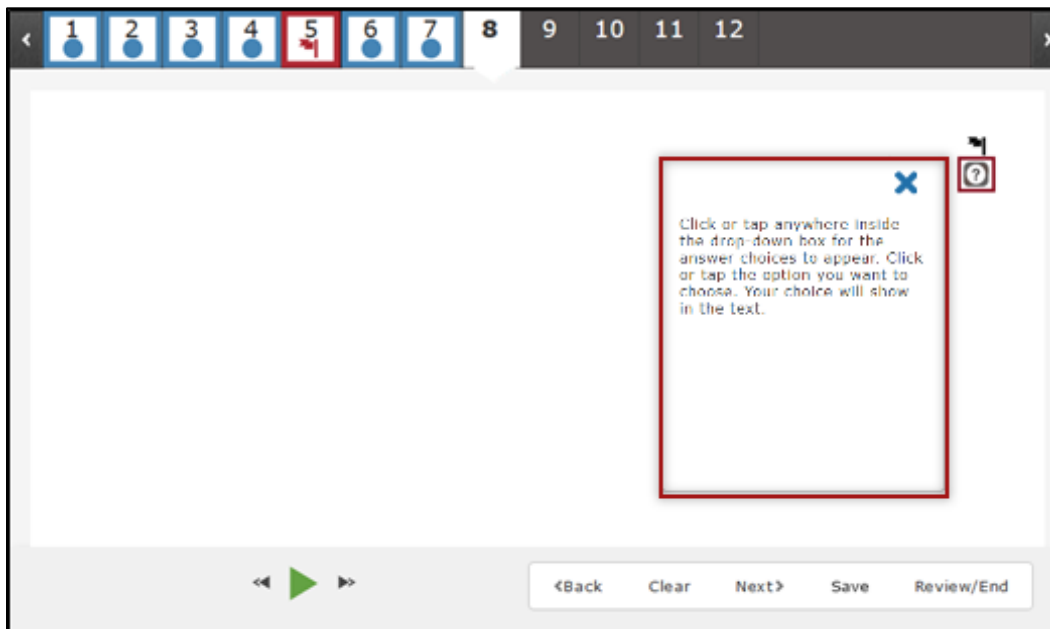 1 2 3 4 5 6 7 8 9 10 11 12
?
Click or tap anywhere inside
the drop-down box for the
answer choices to appear. Click
or tap the option you want to
choose. Your choice will show
in the text.
<Back Clear Next> Save Review/End